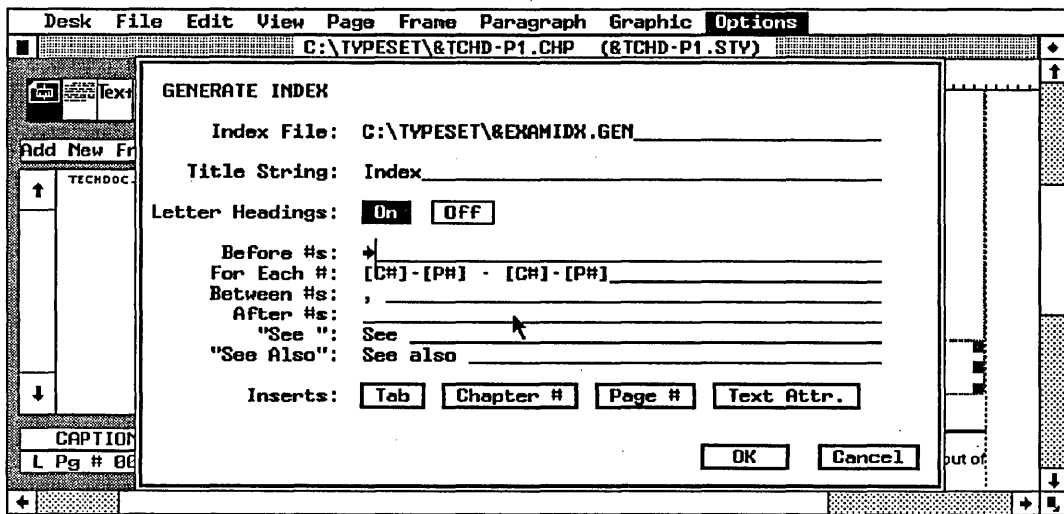 Desk File Edit View Page Frame Paragraph Graphic Options
C:\TYPESET\&TCHD-P1.CHP (&TCHD-P1.STY)
Text
Add New Fr
TECHDOC.
CAPTION
L Pg # 00
GENERATE INDEX
Index File: C:\TYPESET\&EXAMIDX.GEN
Title String: Index
Letter Headings: On Off
Before #s: →
For Each #: [C#]-[P#] - [C#]-[P#]
Between #s: ,
After #s:
"See ": See
"See Also": See also
Inserts: Tab Chapter # Page # Text Attr.
OK Cancel
out of